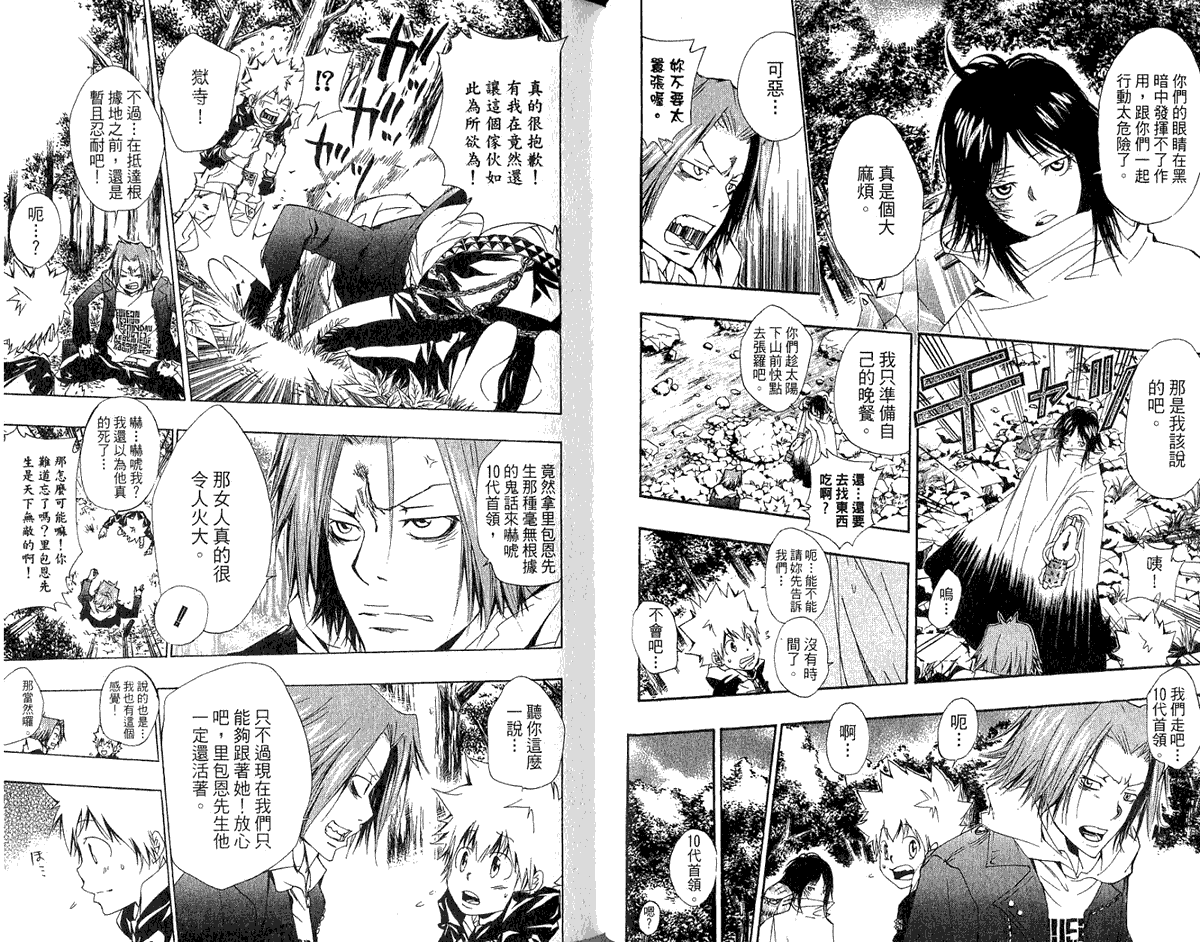 你們的眼睛在黑
暗中發揮不了作
用，跟你們一起
行動太危險了。
真是個大
麻煩。
可惡…
妳不要太
囂張喔。
那是我該說
的吧。
咦！
嗚…
我只準備自
己的晚餐。
你們趁太陽
下山前快點
去張羅吧。
還…還要
去找東西
吃啊？
呃…能不能
請妳先告訴
我們…
沒有時
間了。
不會吧…
我們走吧，
10代首領。
呃…
啊…
10代首領。
嗯？
真的很抱歉！
有我在竟然還
讓這個傢伙如
此為所欲為！
ガッ
ガッ
!?
獄寺！
不過…在抵達根
據地之前，還是
暫且忍耐吧！
呃…？
竟然拿里包恩先
生那種毫無根據
的鬼話來嚇唬
10代首領，
那女人真的很
令人火大。
嚇…嚇唬我？
我還以為他真
的死了…
那怎麼可能嘛！你
難道忘了嗎？里包恩先
生是天下無敵的啊！
聽你這麼
一說…
只不過現在我們只
能夠跟著她！放心
吧，里包恩先生他
一定還活著。
說的也是…
我也有這個
感覺！
那當然囉。
ほ…